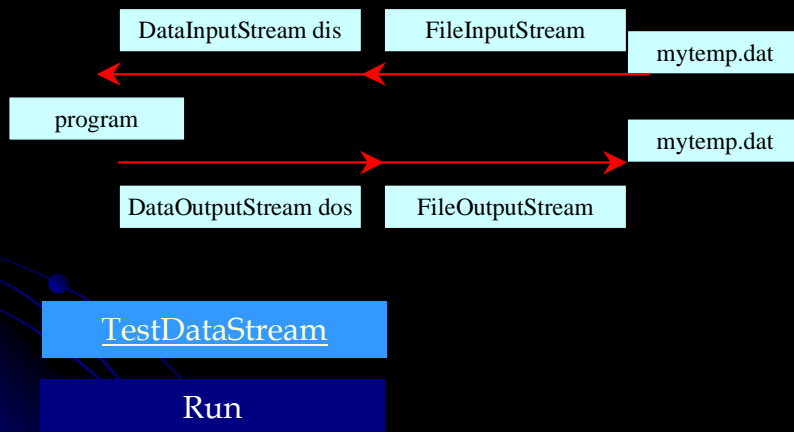 DataInputStream dis
FileInputStream
mytemp.dat
program
mytemp.dat
DataOutputStream dos
FileOutputStream
TestDataStream
Run